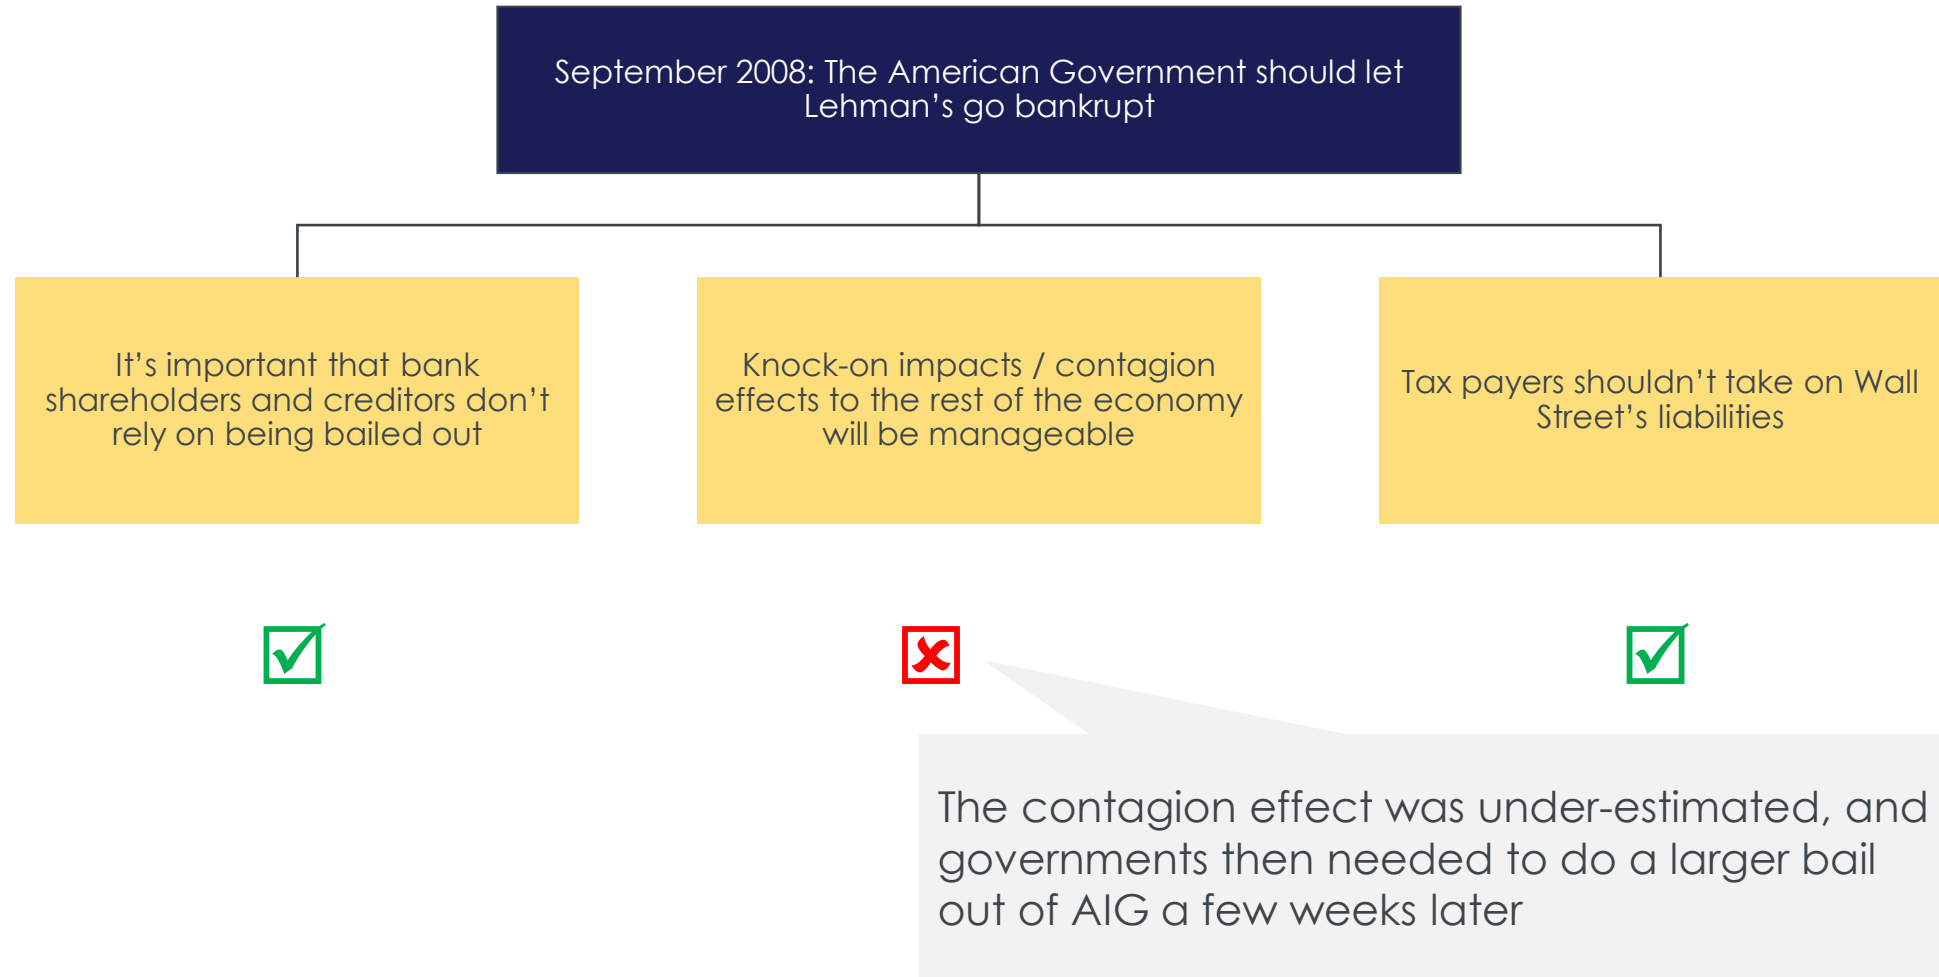 September 2008: The American Government should let
Lehman’s go bankrupt
It’s important that bank
shareholders and creditors don’t
rely on being bailed out
Knock-on impacts / contagion
effects to the rest of the economy
will be manageable
Tax payers shouldn’t take on Wall
Street’s liabilities
The contagion effect was under-estimated, and
governments then needed to do a larger bail
out of AIG a few weeks later